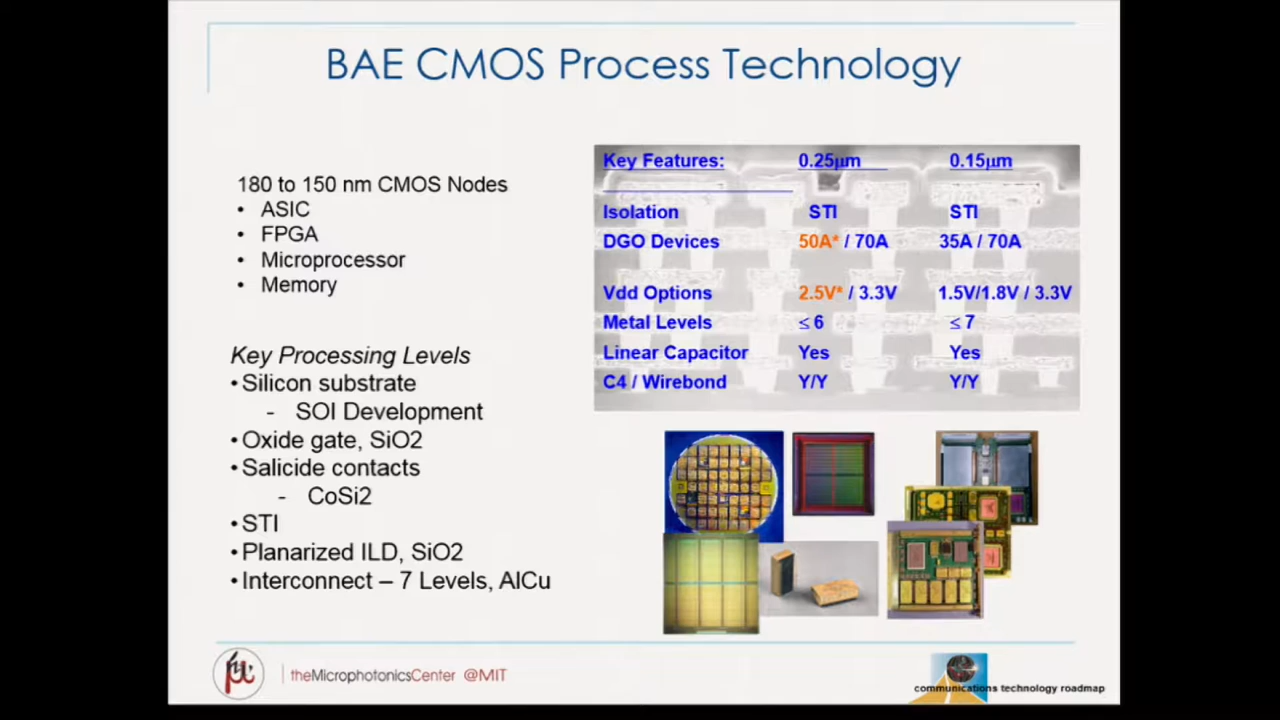 BAE CMOS Process Technology
180 to 150 nm CMOS Nodes
• ASIC
• FPGA
• Microprocessor
• Memory
Key Processing Levels
•Silicon substrate
- SOI Development
•Oxide gate, SiO2
•Salicide contacts
- CoSi2
•STI
•Planarized ILD, SiO2
•Interconnect – 7 Levels, AlCu
Key Features: 0.25μm 0.15μm
Isolation STI STI
DGO Devices 50A* / 70A 35A / 70A
Vdd Options 2.5V* / 3.3V 1.5V/1.8V / 3.3V
Metal Levels ≤ 6 ≤ 7
Linear Capacitor Yes Yes
C4 / Wirebond Y/Y Y/Y
theMicrophotonicsCenter @MIT
communications technology roadmap